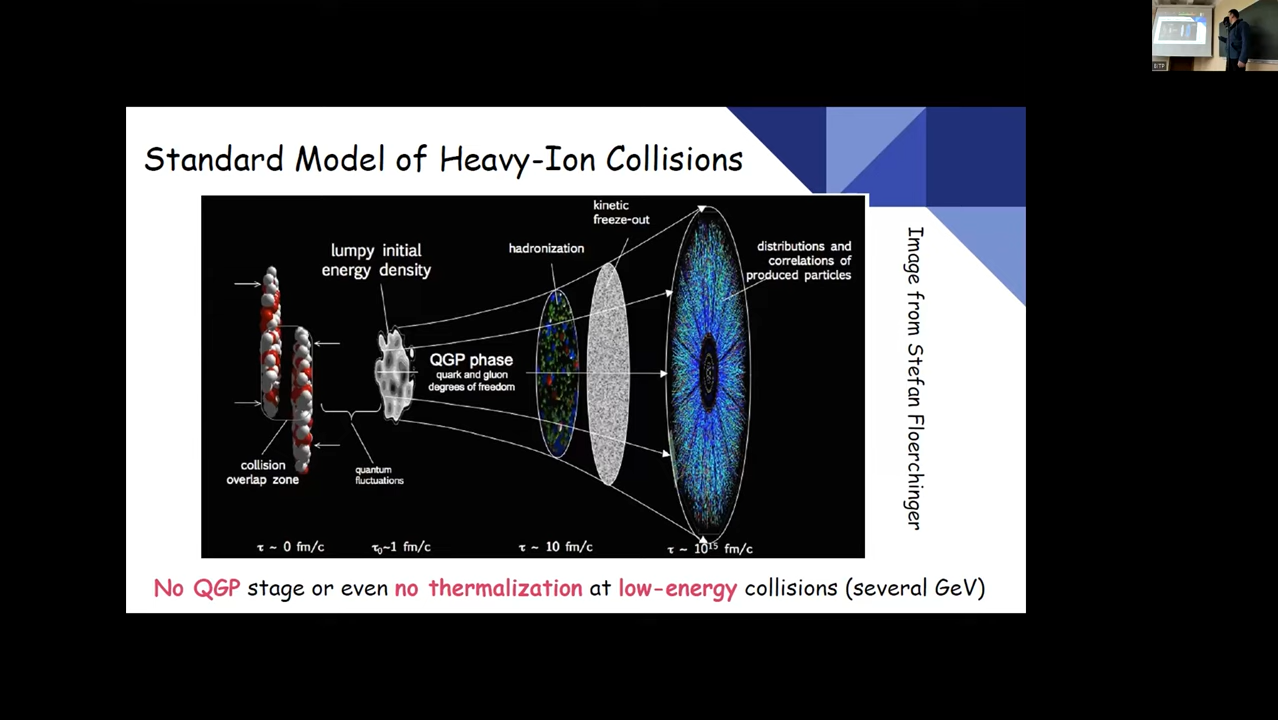 Standard Model of Heavy-Ion Collisions
kinetic
freeze-out
hadronization
lumpy initial
energy density
distributions and
correlations of
produced particles
QGP phase
quark and gluon
degrees of freedom
collision
overlap zone
quantum
fluctuations
τ ~ 0 fm/c
τ₀~1 fm/c
τ ~ 10 fm/c
τ ~ 10¹⁵ fm/c
Image from Stefan Floerchinger
No QGP stage or even no thermalization at low-energy collisions (several GeV)